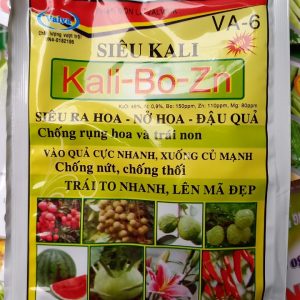 VA-6
SIÊU KALI
Kali-Bo-Zn
SIÊU RA HOA - NỞ HOA - ĐẬU QUẢ
Chống rụng hoa và trái non
VÀO QUẢ CỰC NHANH, XUỐNG CỦ MẠNH
Chống nứt, chống thối
TRÁI TO NHANH, LÊN MÃ ĐẸP